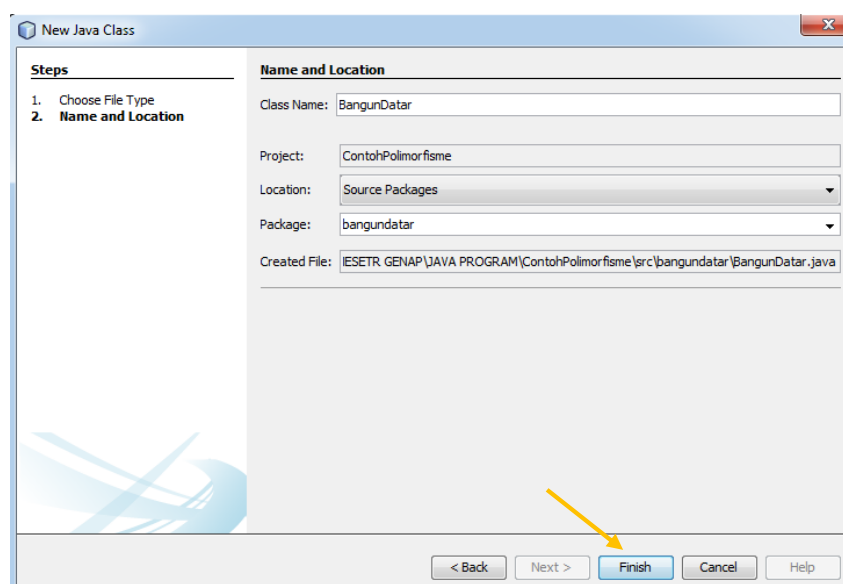 New Java Class
Steps
1. Choose File Type
2. Name and Location
Name and Location
Class Name: BangunDatar
Project: ContohPolimorfisme
Location: Source Packages
Package: bangundatar
Created File: IESETR GENAP\JAVA PROGRAM\ContohPolimorfisme\src\bangundatar\BangunDatar.java
< Back Next > Finish Cancel Help